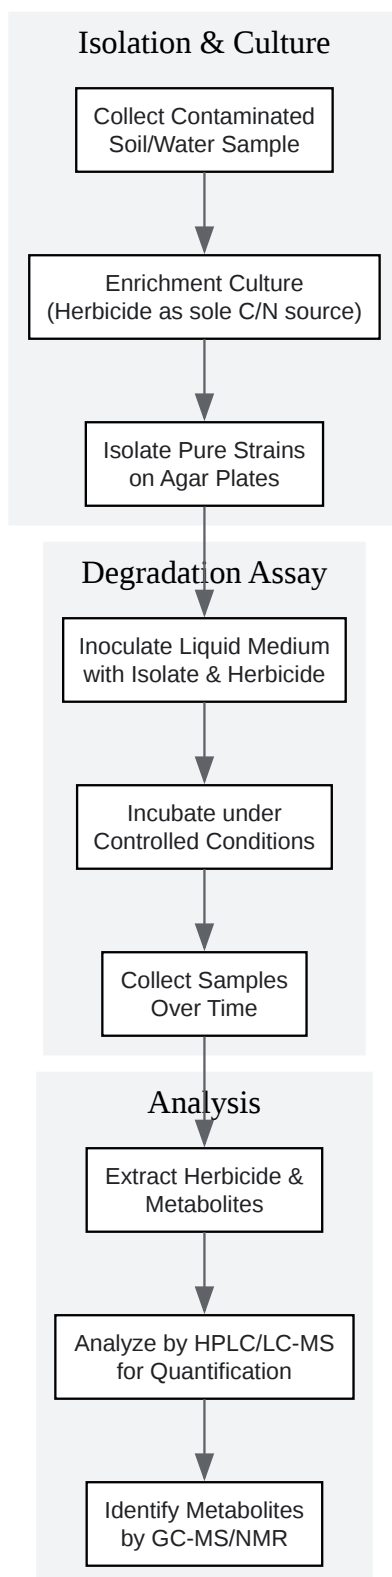 Isolation & Culture
Collect Contaminated
Soil/Water Sample
Enrichment Culture
(Herbicide as sole C/N source)
Isolate Pure Strains
on Agar Plates
Degradation Assay
Inoculate Liquid Medium
with Isolate & Herbicide
Incubate under
Controlled Conditions
Collect Samples
Over Time
Analysis
Extract Herbicide &
Metabolites
Analyze by HPLC/LC-MS
for Quantification
Identify Metabolites
by GC-MS/NMR